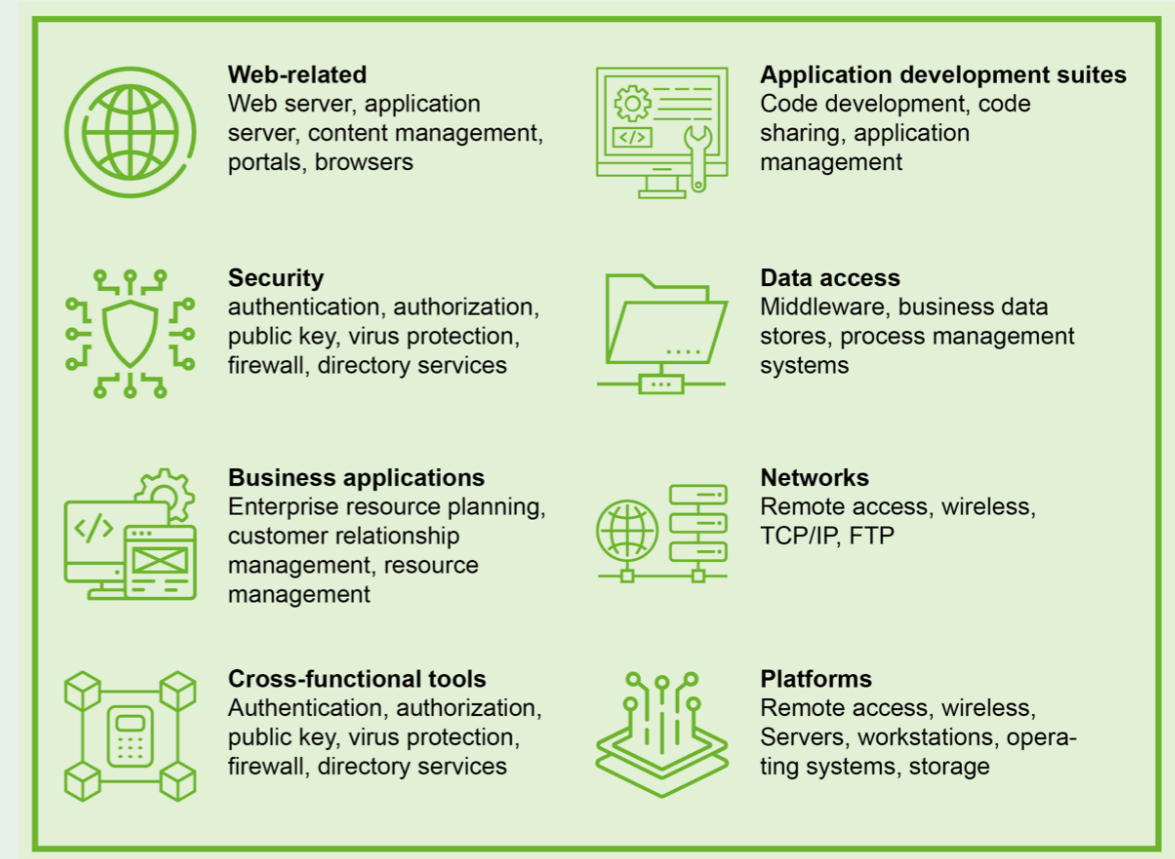 Web-related
Web server, application
server, content management,
portals, browsers
Application development suites
Code development, code
sharing, application
management
Security
authentication, authorization,
public key, virus protection,
firewall, directory services
Data access
Middleware, business data
stores, process management
systems
Business applications
Enterprise resource planning,
customer relationship
management, resource
management
Networks
Remote access, wireless,
TCP/IP, FTP
Cross-functional tools
Authentication, authorization,
public key, virus protection,
firewall, directory services
Platforms
Remote access, wireless,
Servers, workstations, opera-
ting systems, storage